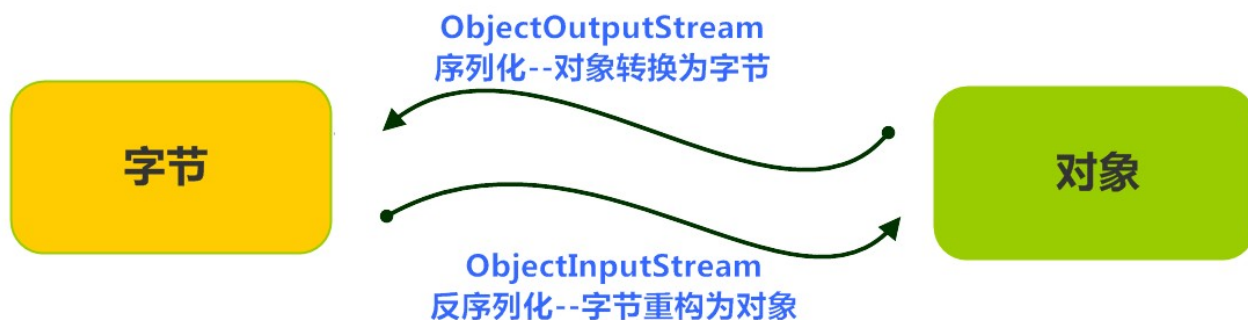 ObjectOutputStream
序列化--对象转换为字节
字节
对象
ObjectInputStream
反序列化--字节重构为对象